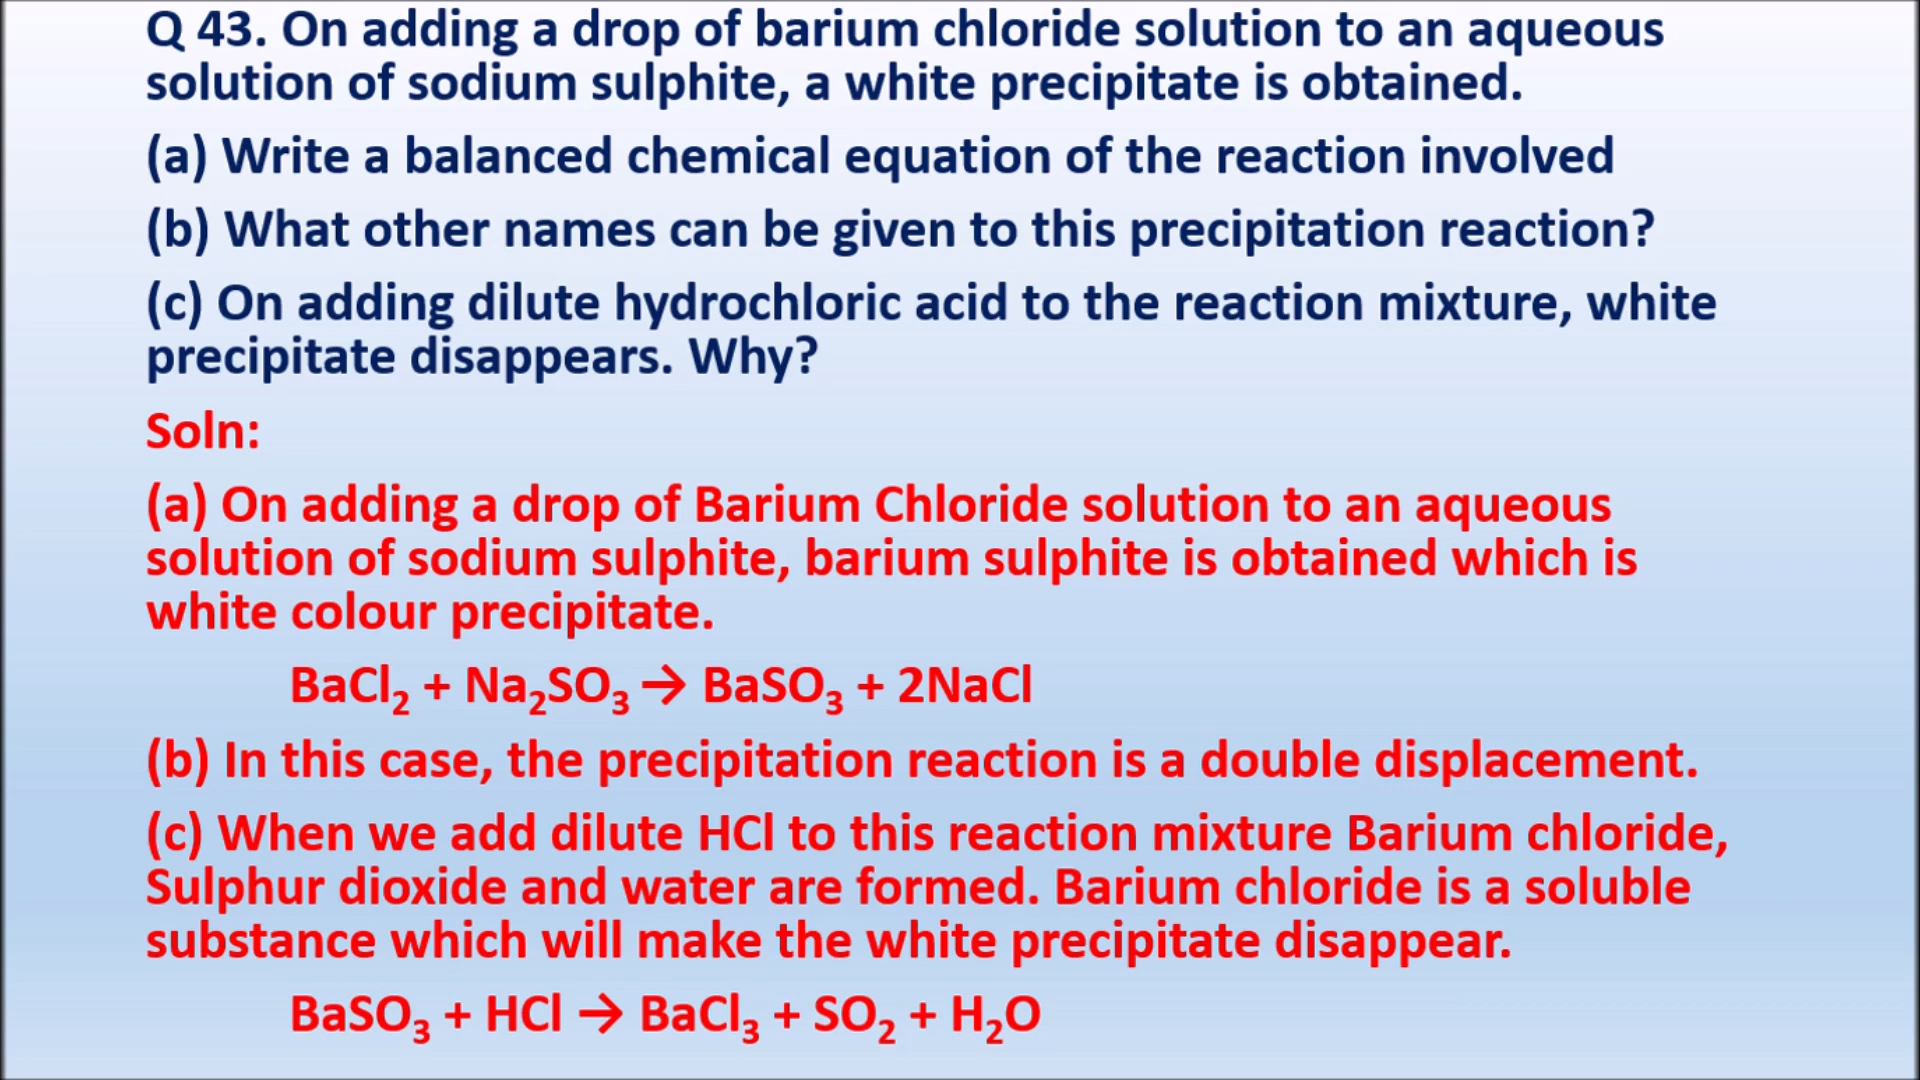 Q 43. On adding a drop of barium chloride solution to an aqueous
solution of sodium sulphite, a white precipitate is obtained.
(a) Write a balanced chemical equation of the reaction involved
(b) What other names can be given to this precipitation reaction?
(c) On adding dilute hydrochloric acid to the reaction mixture, white
precipitate disappears. Why?
Soln:
(a) On adding a drop of Barium Chloride solution to an aqueous
solution of sodium sulphite, barium sulphite is obtained which is
white colour precipitate.
BaCl₂ + Na₂SO₃ → BaSO₃ + 2NaCl
(b) In this case, the precipitation reaction is a double displacement.
(c) When we add dilute HCl to this reaction mixture Barium chloride,
Sulphur dioxide and water are formed. Barium chloride is a soluble
substance which will make the white precipitate disappear.
BaSO₃ + HCl → BaCl₃ + SO₂ + H₂O